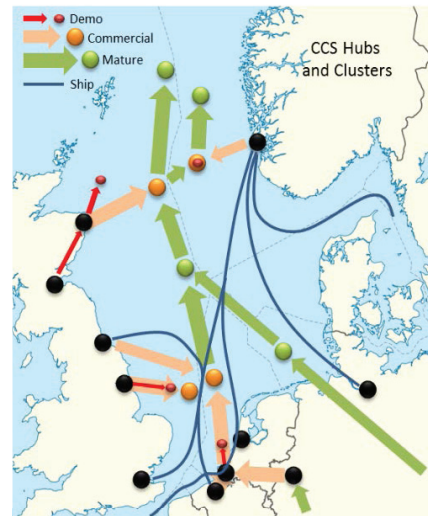 Demo
Commercial
Mature
Ship
CCS Hubs
and Clusters